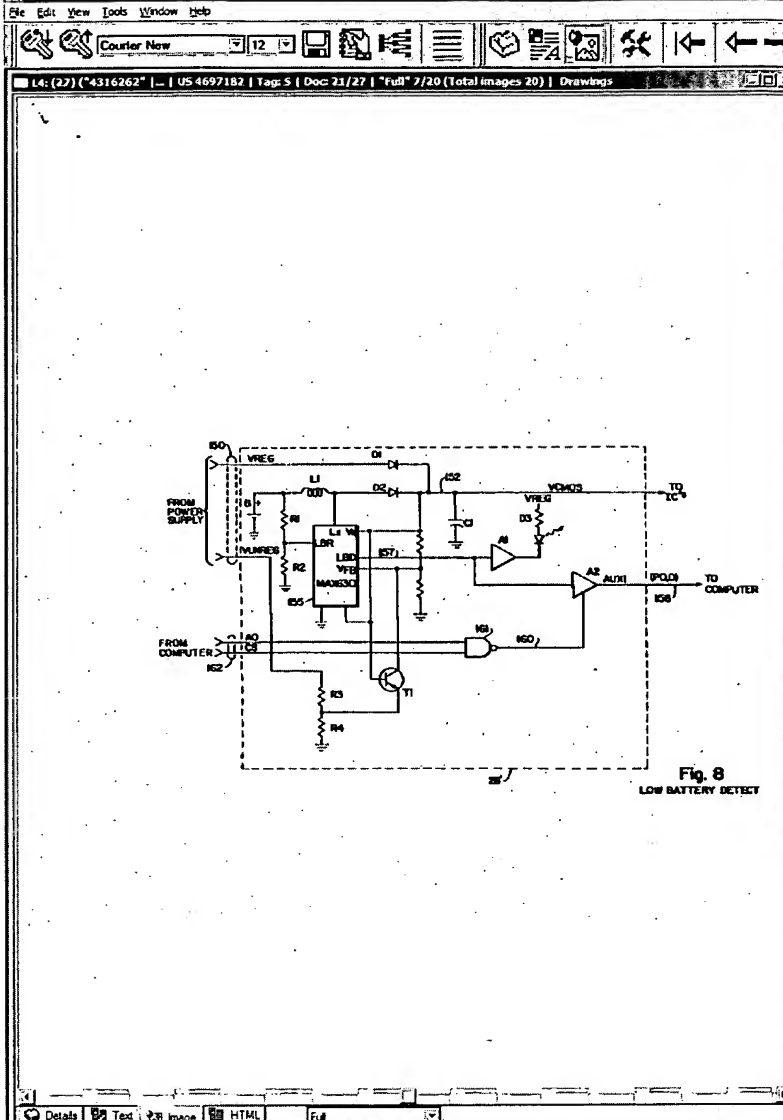 File Edit View Tools Window Help
Courier New 12
L4: (27) ("4316262" |... | US 4697182 | Tag: S | Doc: 21/27 | "Full" 7/20 (Total images 20) | Drawings
150
VREG
D1
L1
D2
152
VCMOS
TO IC'S
FROM POWER SUPPLY
B
R1
VREG
D3
C1
VUNREG
LBR
LBD
157
A1
R2
VFB
MAX630
155
A2
AUX1
(PO,0)
TO COMPUTER
156
FROM COMPUTER
A0
CS
161
160
162
T1
R3
R4
Fig. 8
LOW BATTERY DETECT
Details Text Image HTML Full